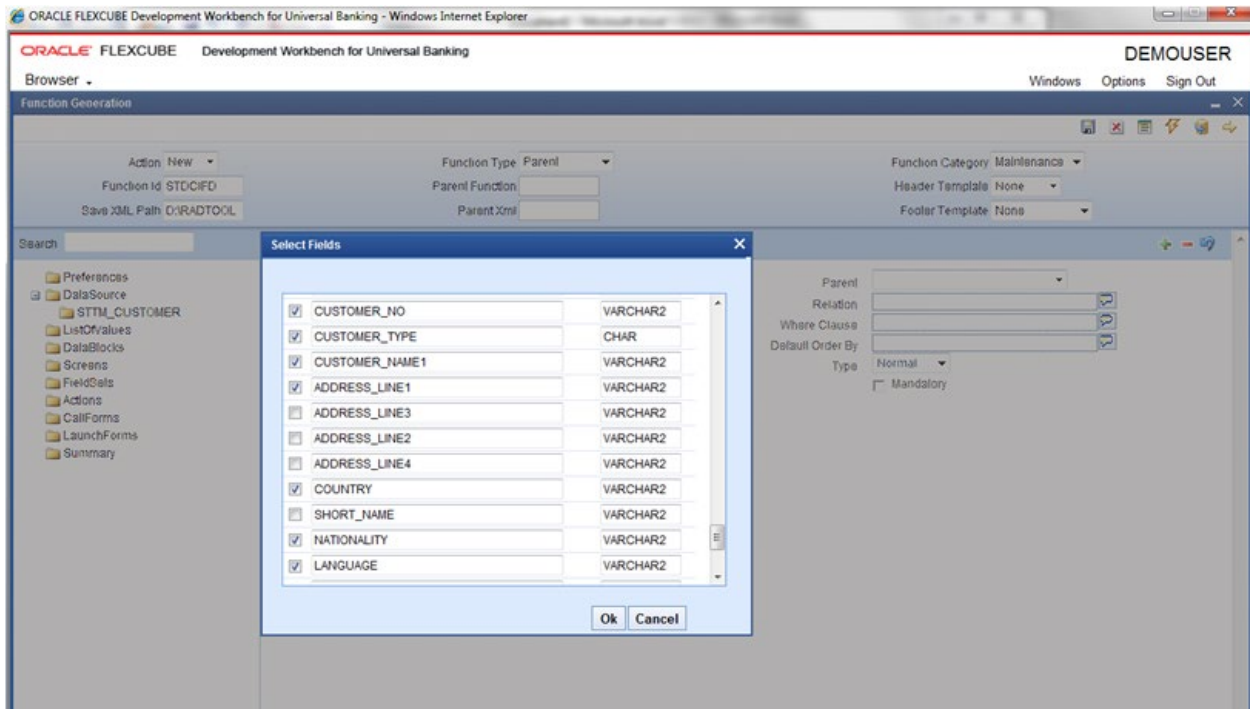 ORACLE FLEXCUBE Development Workbench for Universal Banking - Windows Internet Explorer
ORACLE FLEXCUBE Development Workbench for Universal Banking
DEMOUSER
Browser
Windows Options Sign Out
Function Generation
Action New Function Type Parent Function Category Maintenance
Function Id STDCIFD Parent Function Header Template None
Save XML Path D:\RADTOOL Parent Xml Footer Template None
Search
Select Fields
Preferences
DataSource
STTM_CUSTOMER
ListOfValues
DataBlocks
Screens
FieldSets
Actions
CallForms
LaunchForms
Summary
CUSTOMER_NO VARCHAR2
CUSTOMER_TYPE CHAR
CUSTOMER_NAME1 VARCHAR2
ADDRESS_LINE1 VARCHAR2
ADDRESS_LINE3 VARCHAR2
ADDRESS_LINE2 VARCHAR2
ADDRESS_LINE4 VARCHAR2
COUNTRY VARCHAR2
SHORT_NAME VARCHAR2
NATIONALITY VARCHAR2
LANGUAGE VARCHAR2
Ok Cancel
Parent
Relation
Where Clause
Default Order By
Type Normal
Mandatory